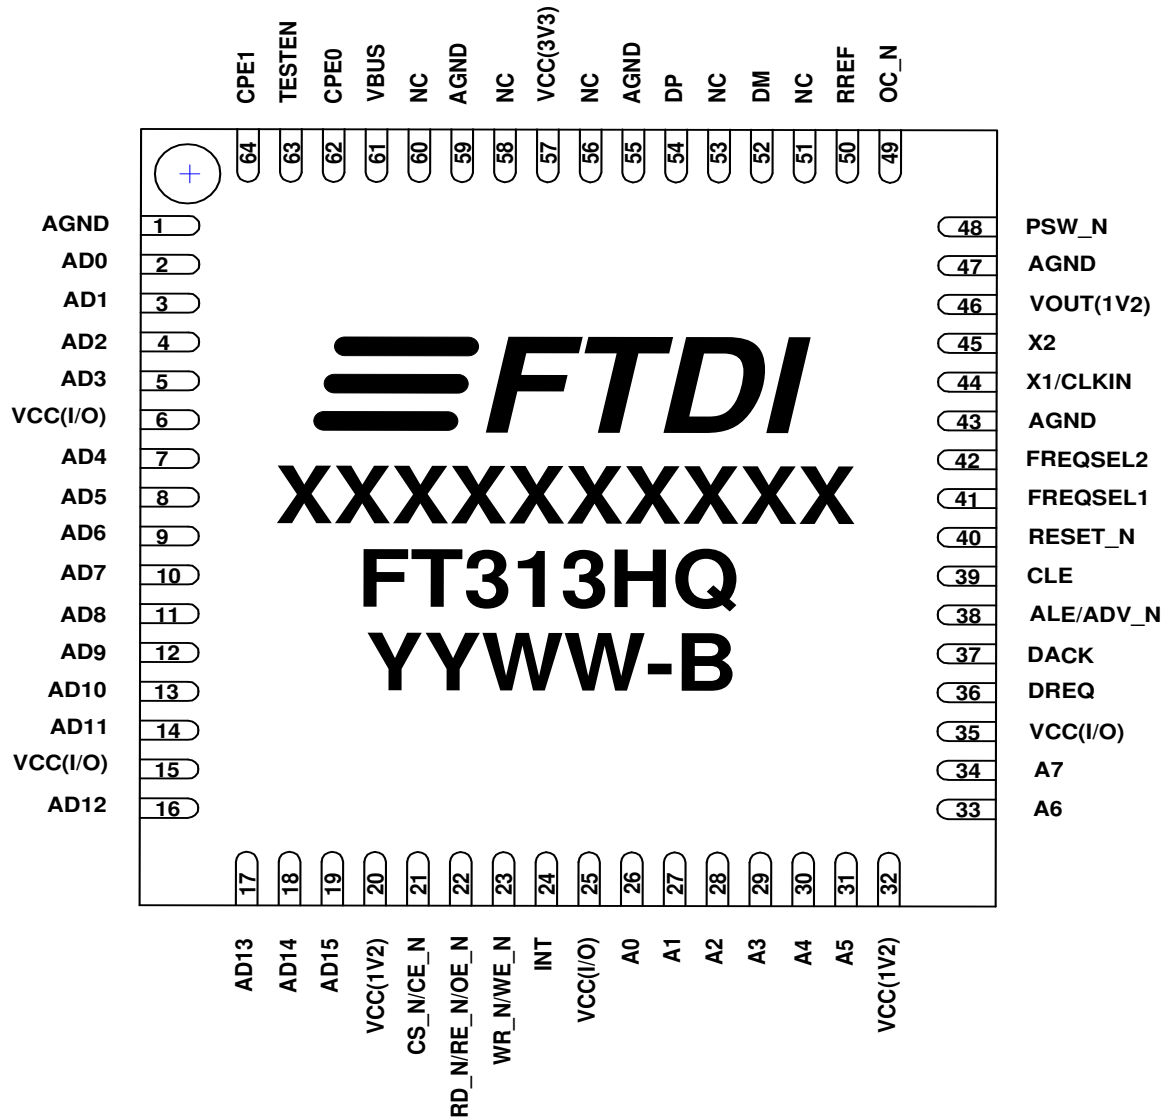 CPE1 TESTEN CPE0 VBUS NC AGND NC VCC(3V3) NC AGND DP NC DM NC RREF OC_N
64 63 62 61 60 59 58 57 56 55 54 53 52 51 50 49
AGND 1 48 PSW_N
AD0 2 47 AGND
AD1 3 46 VOUT(1V2)
AD2 4 45 X2
AD3 5 44 X1/CLKIN
VCC(I/O) 6 43 AGND
AD4 7 42 FREQSEL2
AD5 8 41 FREQSEL1
AD6 9 40 RESET_N
AD7 10 39 CLE
AD8 11 38 ALE/ADV_N
AD9 12 37 DACK
AD10 13 36 DREQ
AD11 14 35 VCC(I/O)
VCC(I/O) 15 34 A7
AD12 16 33 A6
FTDI
XXXXXXXXXX
FT313HQ
YYWW-B
17 18 19 20 21 22 23 24 25 26 27 28 29 30 31 32
AD13 AD14 AD15 VCC(1V2) CS_N/CE_N RD_N/RE_N/OE_N WR_N/WE_N INT VCC(I/O) A0 A1 A2 A3 A4 A5 VCC(1V2)